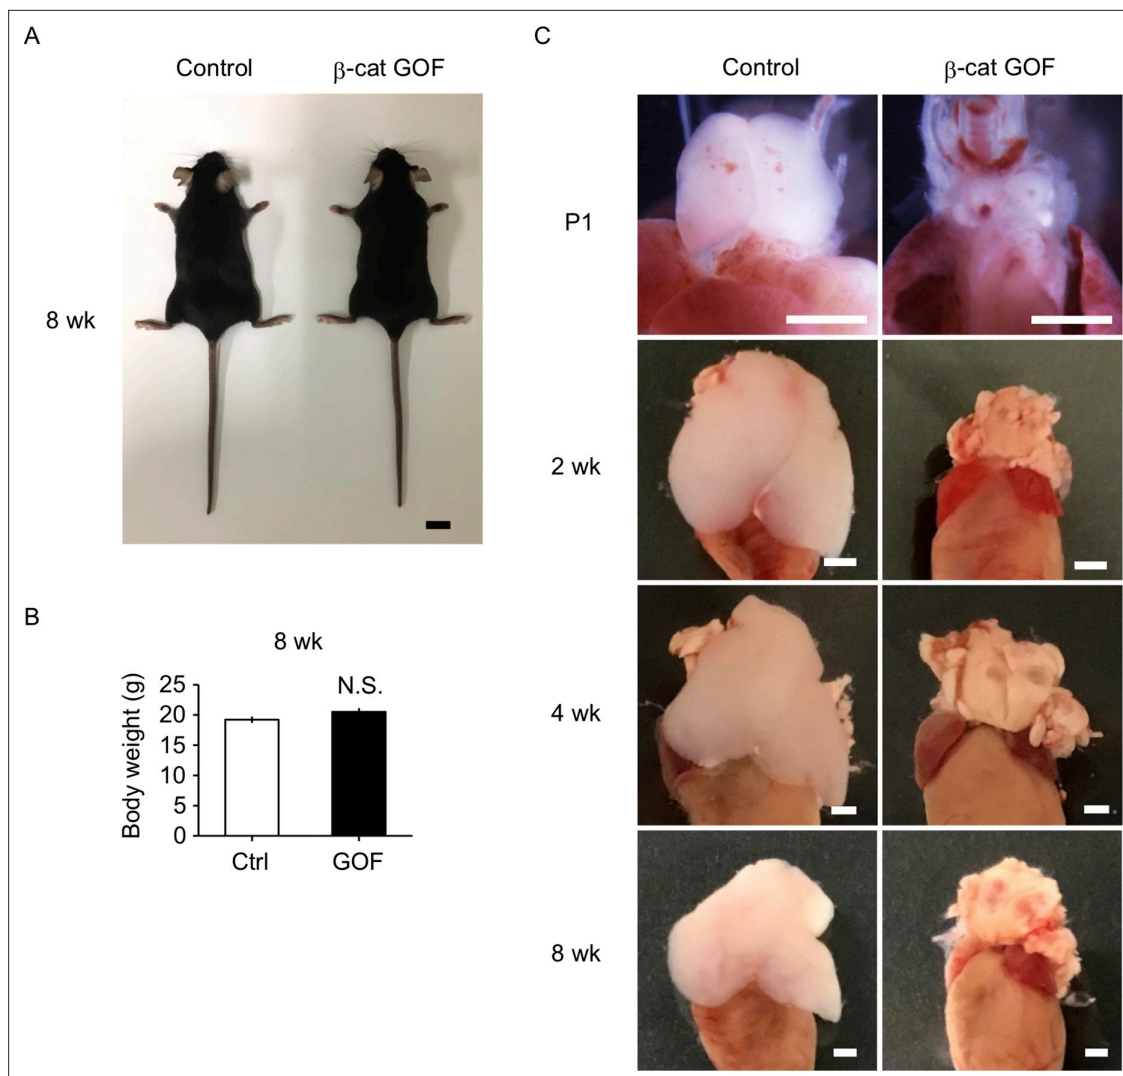 A
Control β-cat GOF
8 wk
B
8 wk
Body weight (g)
25
20
15
10
5
0
N.S.
Ctrl GOF
C
Control β-cat GOF
P1
2 wk
4 wk
8 wk